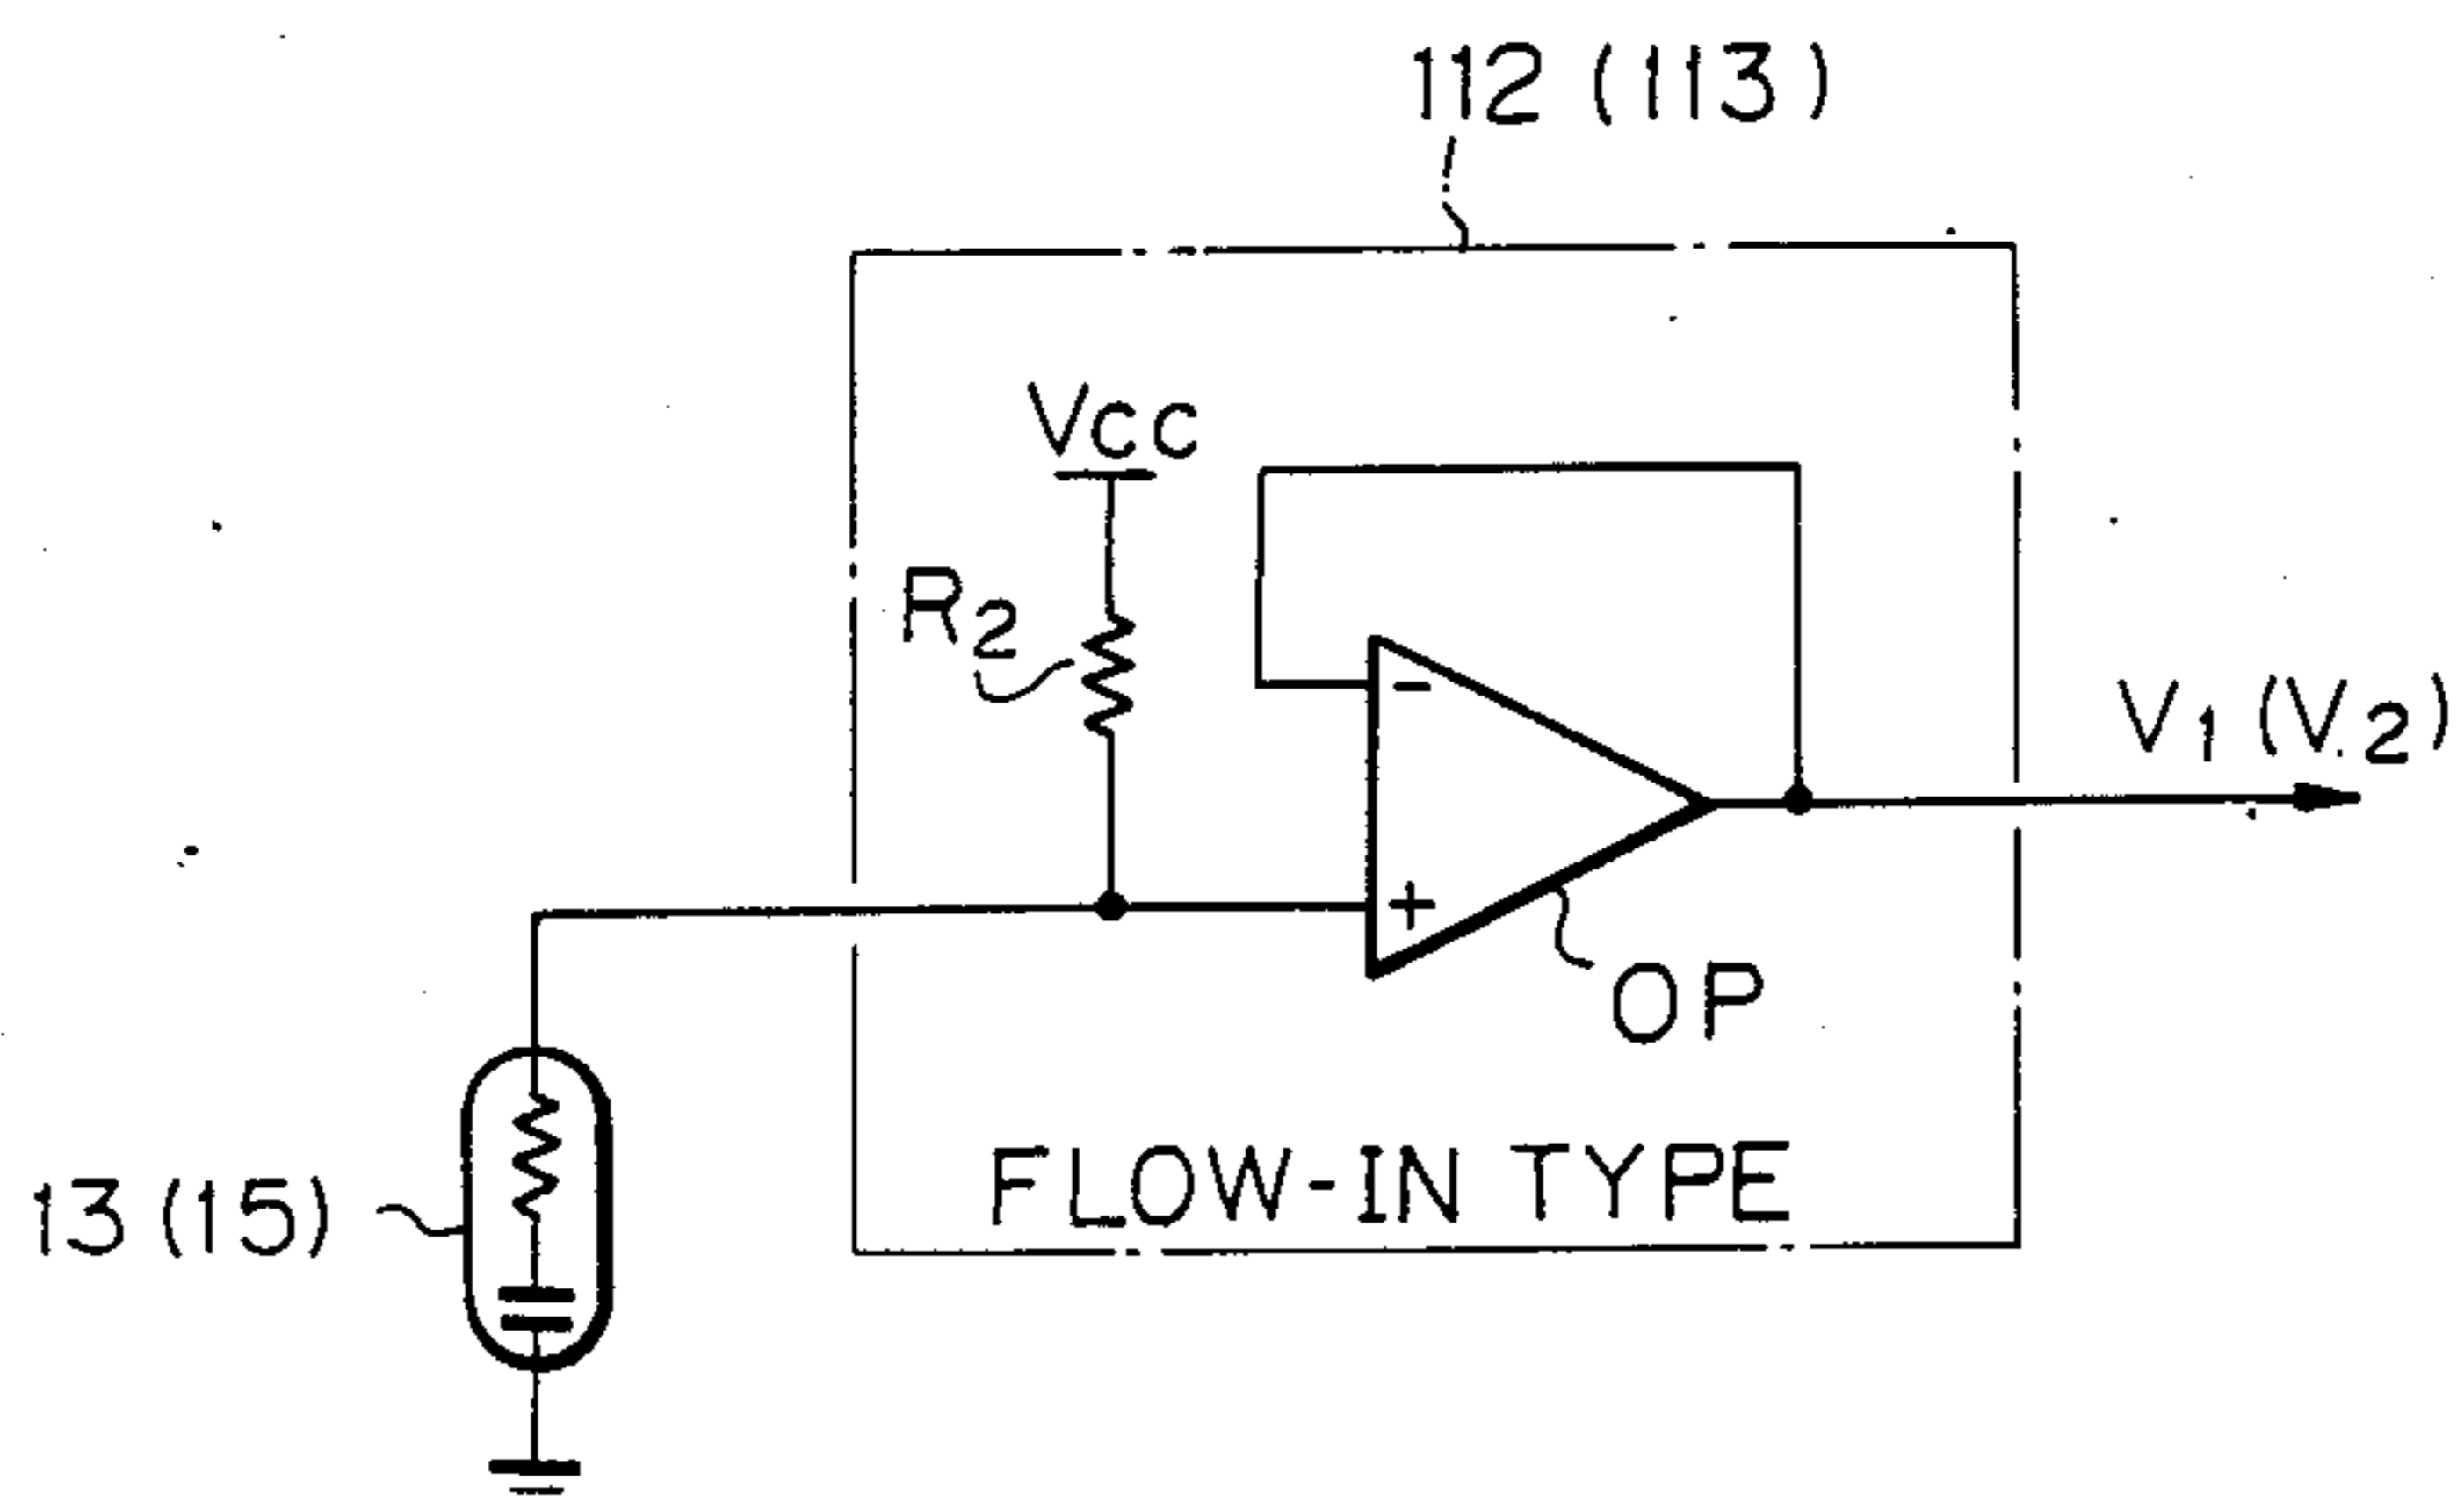 112 (113)
Vcc
R2
- 
V1 (V2)
+
OP
FLOW-IN TYPE
13 (15)